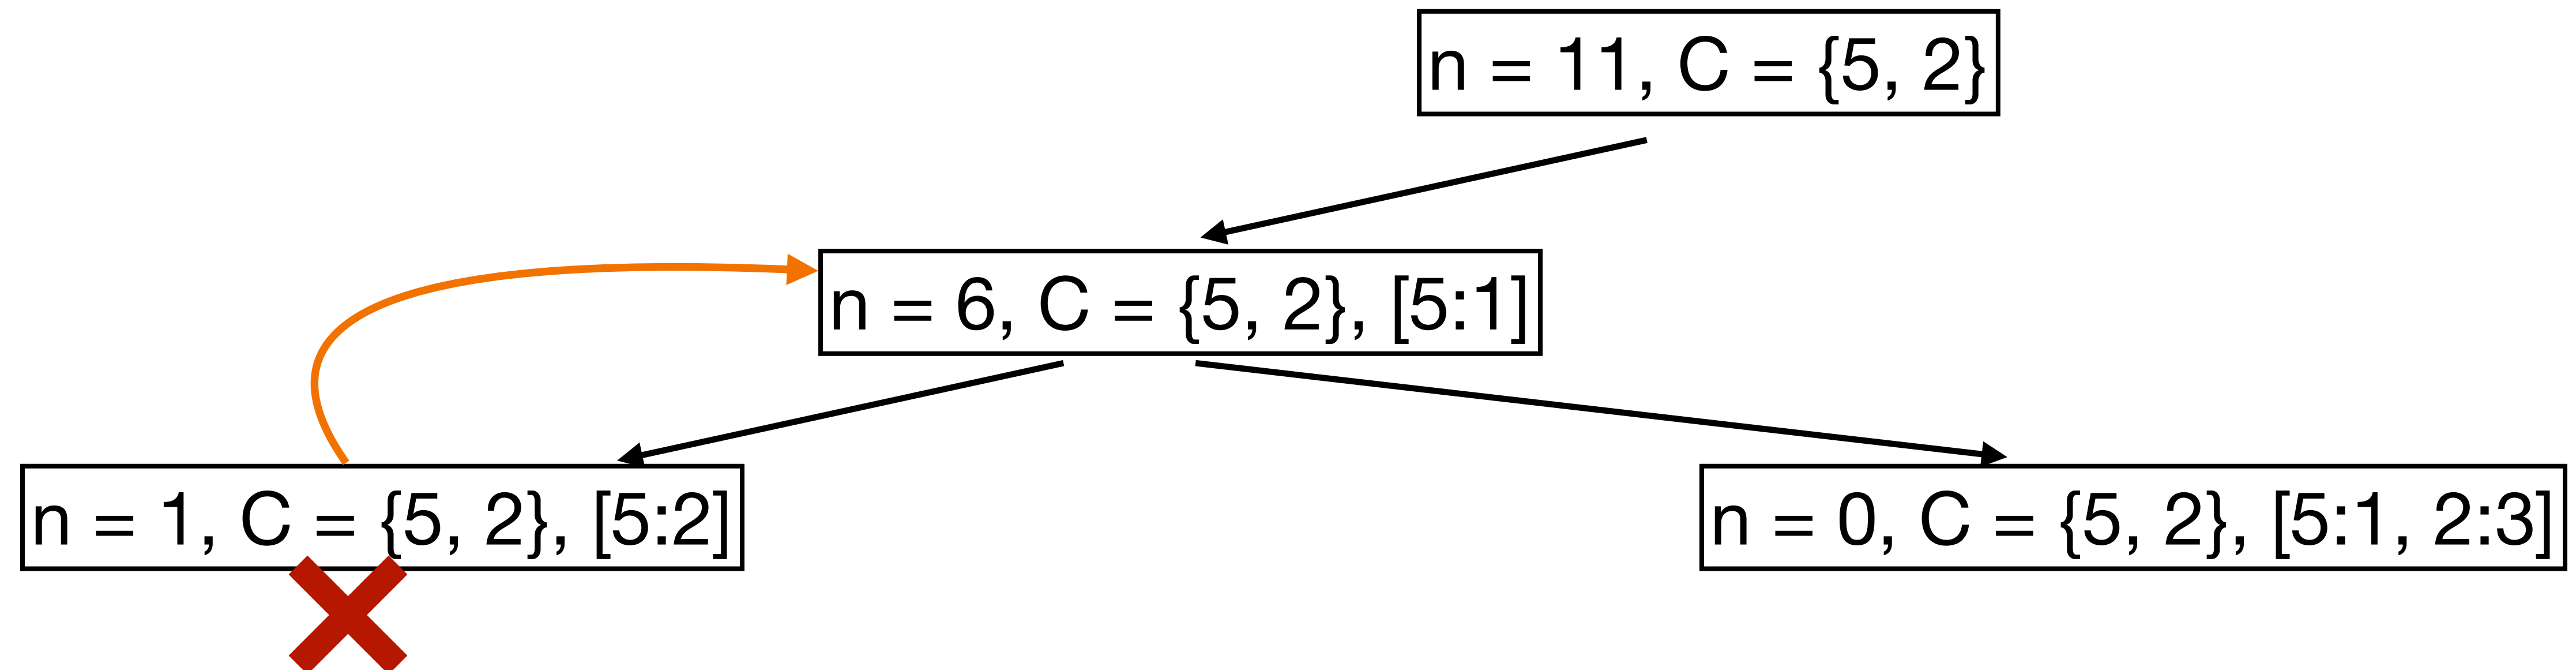 n = 11, C = {5, 2}
n = 6, C = {5, 2}, [5:1]
n = 1, C = {5, 2}, [5:2]
n = 0, C = {5, 2}, [5:1, 2:3]